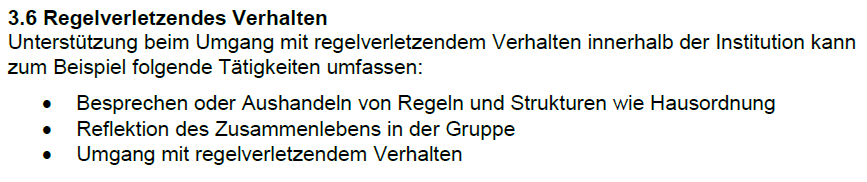 3.6 Regelverletzendes Verhalten
Unterstützung beim Umgang mit regelverletzendem Verhalten innerhalb der Institution kann
zum Beispiel folgende Tätigkeiten umfassen:
• Besprechen oder Aushandeln von Regeln und Strukturen wie Hausordnung
• Reflektion des Zusammenlebens in der Gruppe
• Umgang mit regelverletzendem Verhalten